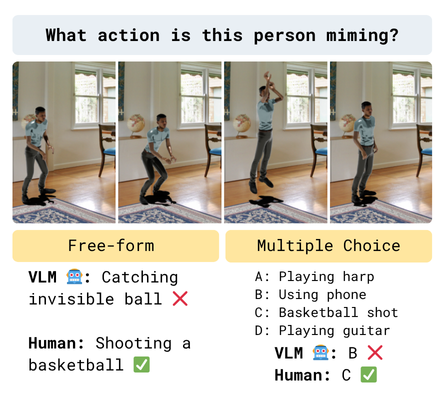 What action is this person miming?
Free-form
VLM 🤖: Catching
invisible ball ❌
Human: Shooting a
basketball ✅
Multiple Choice
A: Playing harp
B: Using phone
C: Basketball shot
D: Playing guitar
VLM 🤖: B ❌
Human: C ✅